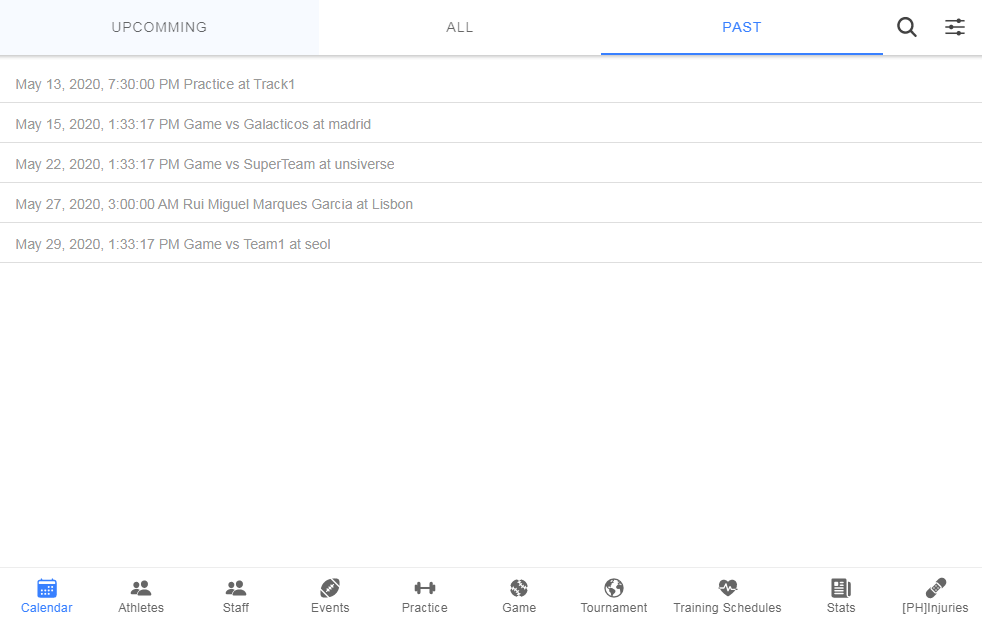 UPCOMMING ALL PAST
May 13, 2020, 7:30:00 PM Practice at Track1
May 15, 2020, 1:33:17 PM Game vs Galacticos at madrid
May 22, 2020, 1:33:17 PM Game vs SuperTeam at unsiverse
May 27, 2020, 3:00:00 AM Rui Miguel Marques Garcia at Lisbon
May 29, 2020, 1:33:17 PM Game vs Team1 at seol
Calendar Athletes Staff Events Practice Game Tournament Training Schedules Stats [PH]Injuries